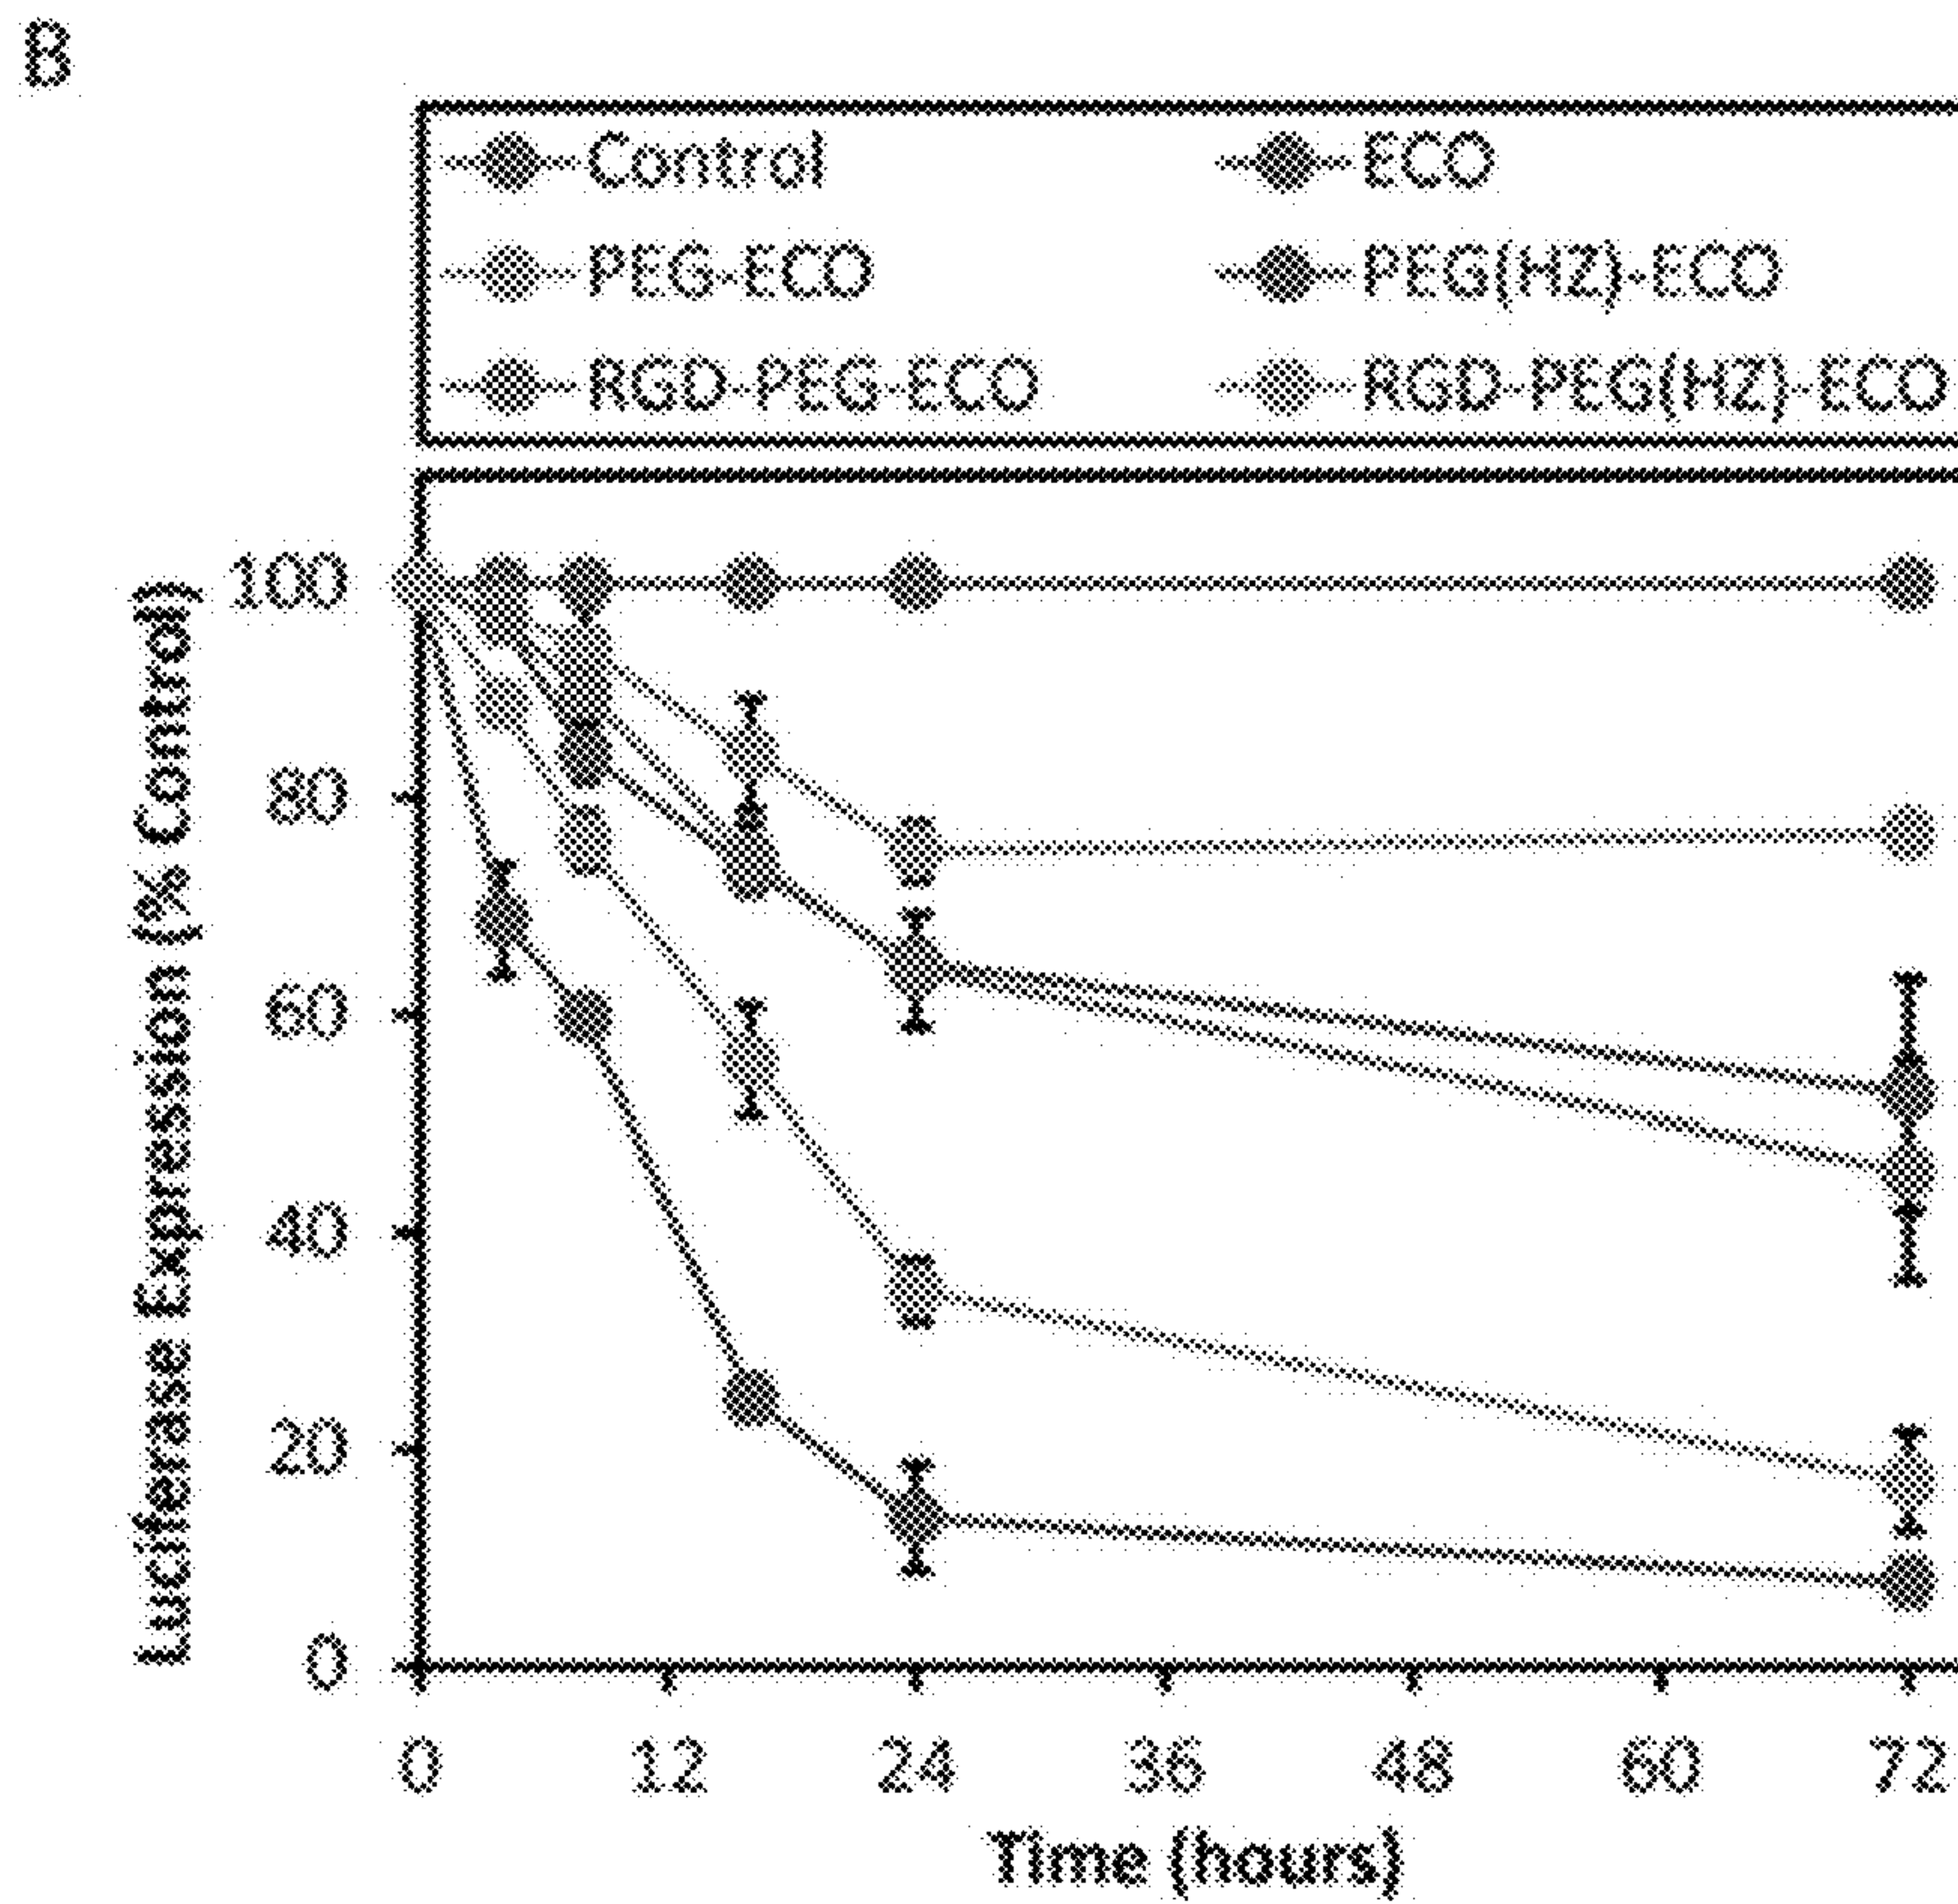 B
Control
ECO
PEG-ECO
PEG(HZ)-ECO
RGD-PEG-ECO
RGD-PEG(HZ)-ECO
Luciferase Expression (% Control)
100
80
60
40
20
0
0 12 24 36 48 60 72
Time (hours)